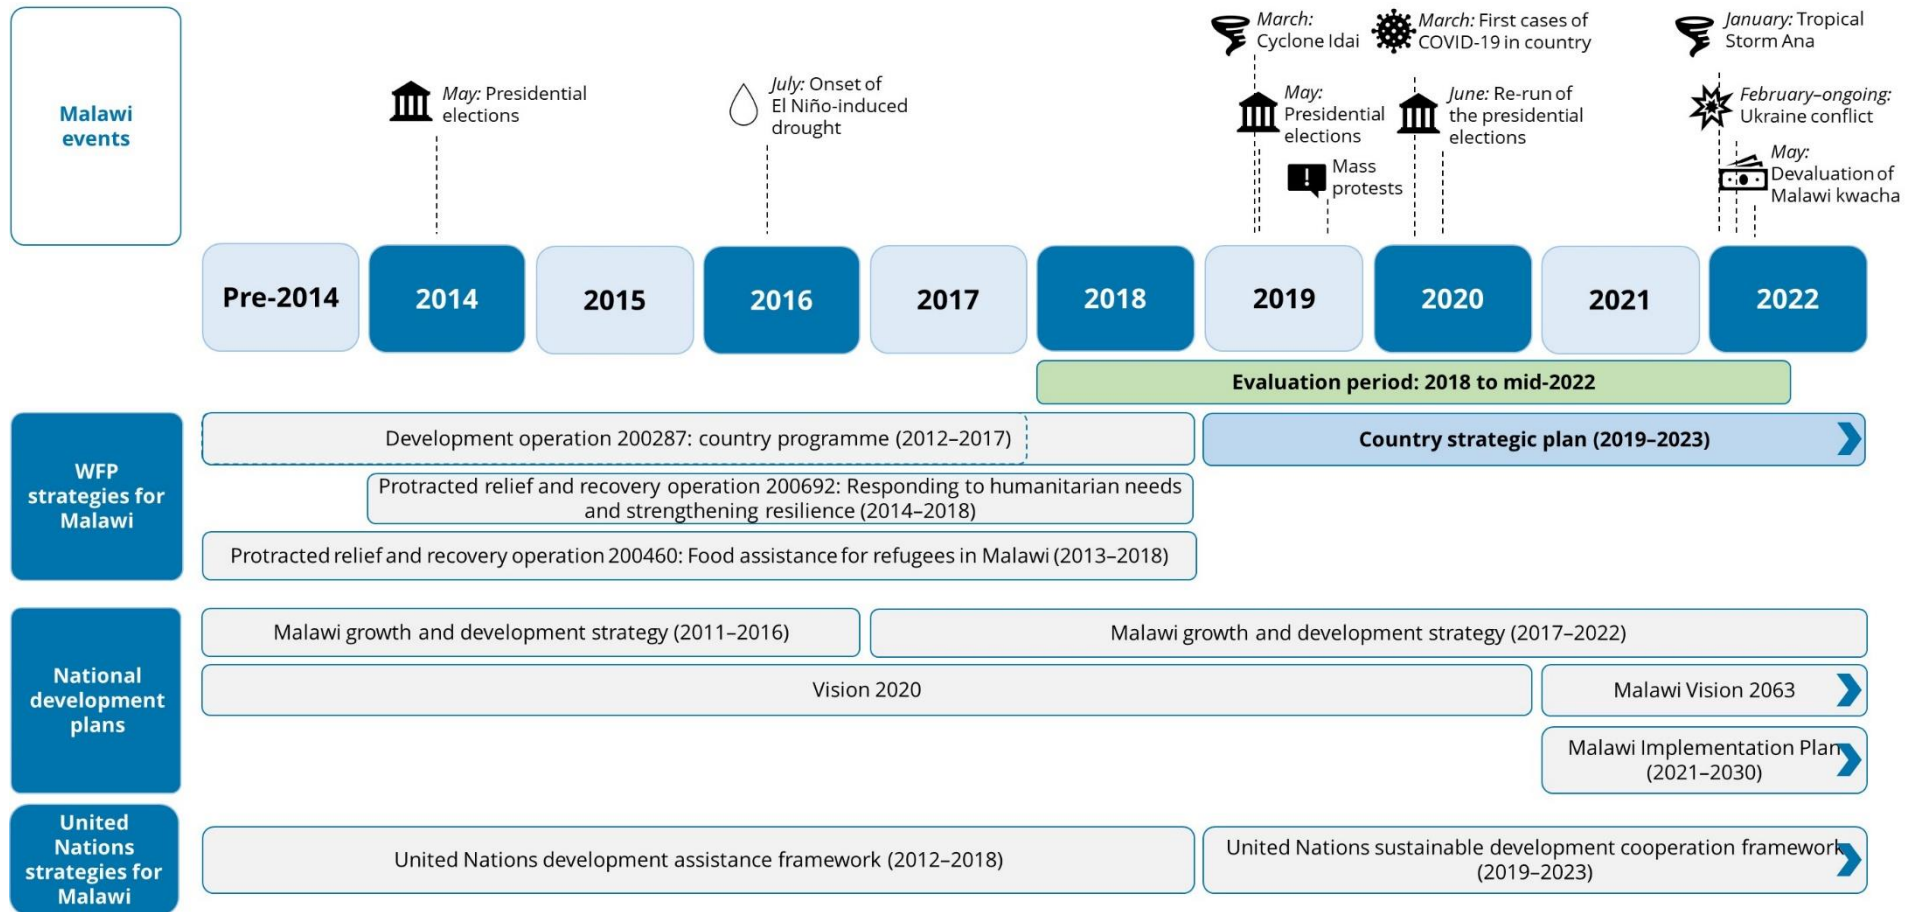 Malawi
events
May: Presidential
elections
July: Onset of
El Niño-induced
drought
March:
Cyclone Idai
May:
Presidential
elections
Mass
protests
March: First cases of
COVID-19 in country
June: Re-run of
the presidential
elections
January: Tropical
Storm Ana
February–ongoing:
Ukraine conflict
May:
Devaluation of
Malawi kwacha
Pre-2014
2014
2015
2016
2017
2018
2019
2020
2021
2022
Evaluation period: 2018 to mid-2022
WFP
strategies for
Malawi
Development operation 200287: country programme (2012–2017)
Country strategic plan (2019–2023)
Protracted relief and recovery operation 200692: Responding to humanitarian needs
and strengthening resilience (2014–2018)
Protracted relief and recovery operation 200460: Food assistance for refugees in Malawi (2013–2018)
National
development
plans
Malawi growth and development strategy (2011–2016)
Malawi growth and development strategy (2017–2022)
Vision 2020
Malawi Vision 2063
Malawi Implementation Plan
(2021–2030)
United
Nations
strategies for
Malawi
United Nations development assistance framework (2012–2018)
United Nations sustainable development cooperation framework
(2019–2023)